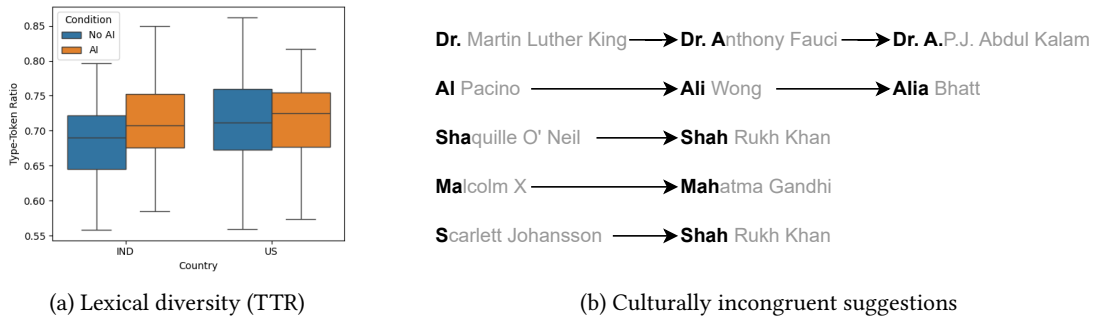 0.85
0.80
0.75
0.70
0.65
0.60
0.55
Type-Token Ratio
Condition
No AI
AI
IND
US
Country
(a) Lexical diversity (TTR)
Dr. Martin Luther King Dr. Anthony Fauci Dr. A.P.J. Abdul Kalam
Al Pacino Ali Wong Alia Bhatt
Shaquille O' Neil Shah Rukh Khan
Malcolm X Mahatma Gandhi
Scarlett Johansson Shah Rukh Khan
(b) Culturally incongruent suggestions